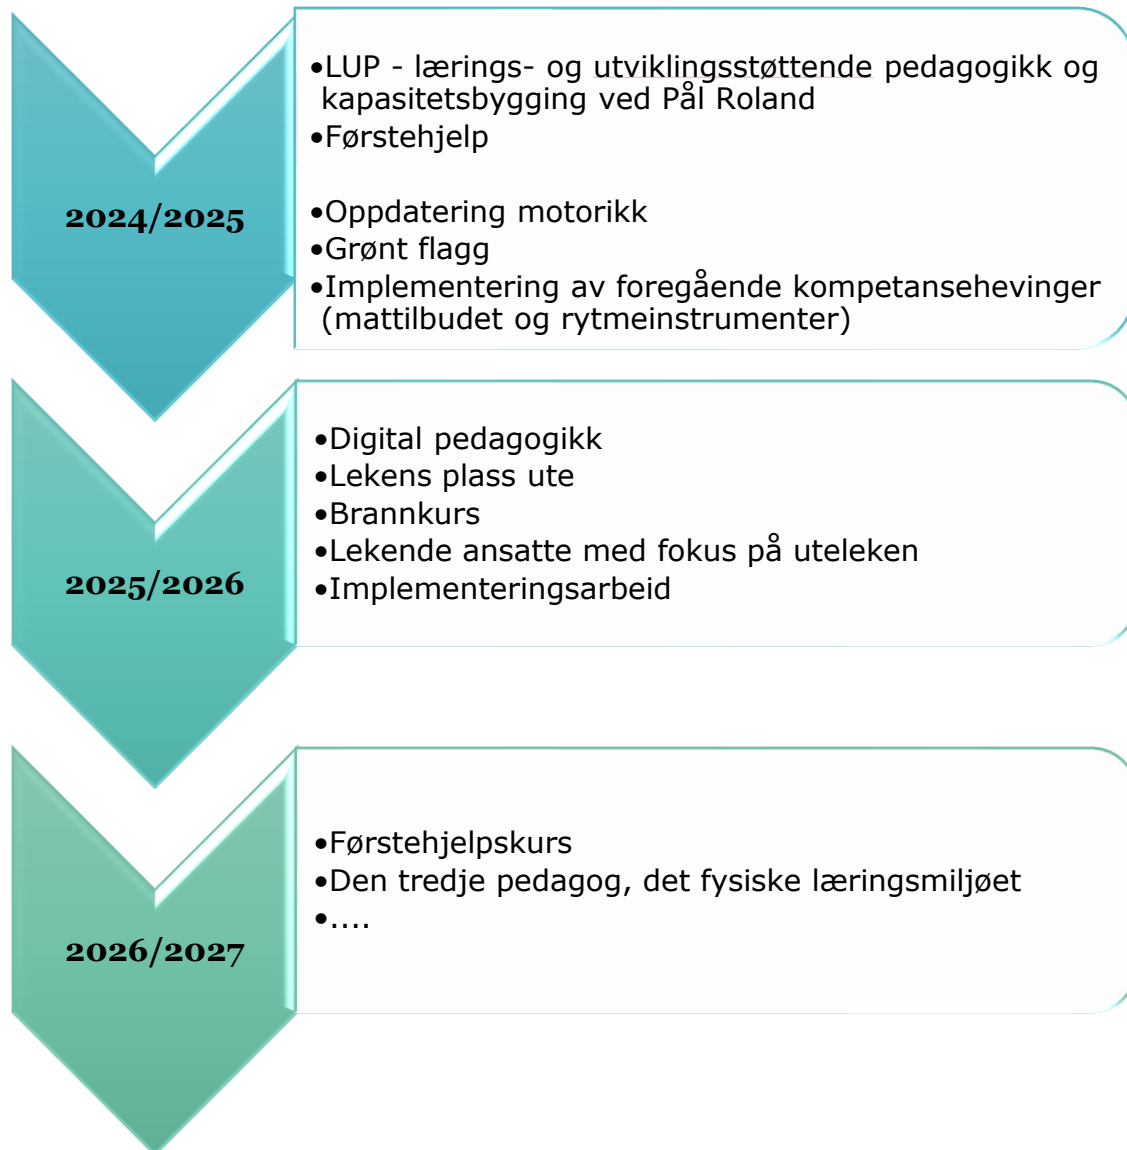 2024/2025
•LUP - lærings- og utviklingsstøttende pedagogikk og
kapasitetsbygging ved Pål Roland
•Førstehjelp
•Oppdatering motorikk
•Grønt flagg
•Implementering av foregående kompetansehevinger
(mattilbudet og rytmeinstrumenter)
2025/2026
•Digital pedagogikk
•Lekens plass ute
•Brannkurs
•Lekende ansatte med fokus på uteleken
•Implementeringsarbeid
2026/2027
•Førstehjelpskurs
•Den tredje pedagog, det fysiske læringsmiljøet
•....